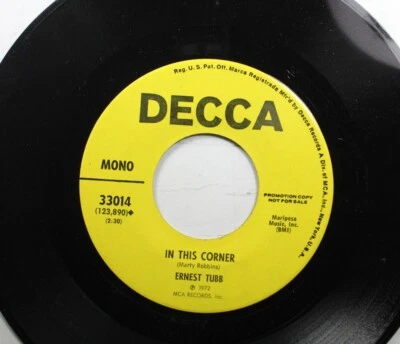 Reg. U.S. Pat. Off. Marca Registrada Mfr'd by Decca Records A Div. of MCA, Inc., New York, U.S.A.
DECCA
MONO
33014
(123,890)◆
(2:30)
PROMOTION COPY
NOT FOR SALE
Mariposa
Music, Inc.
(BMI)
IN THIS CORNER
(Marty Robbins)
ERNEST TUBB
℗ 1972
MCA RECORDS, Inc.